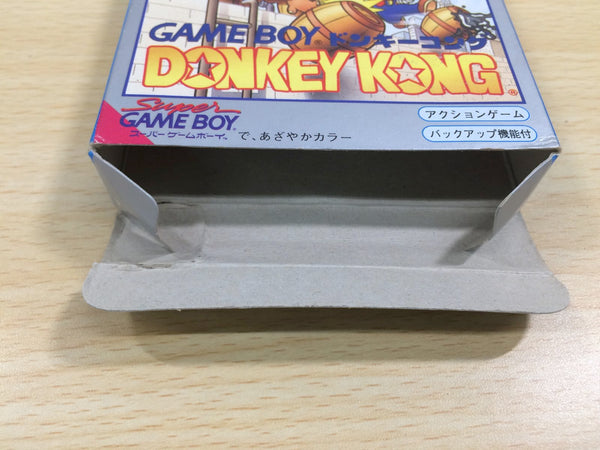 GAME BOY® ドンキーコング
DONKEY KONG®
Super
GAME BOY.
スーパーゲームボーイ® で、あざやかカラー
アクションゲーム
バックアップ機能付